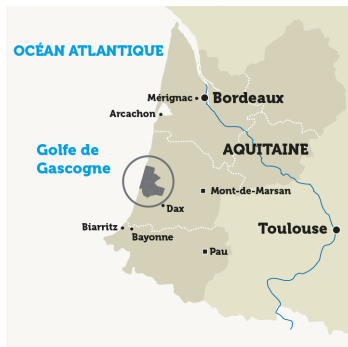 OCÉAN ATLANTIQUE
Mérignac
Bordeaux
Arcachon
Golfe de
Gascogne
AQUITAINE
Mont-de-Marsan
Dax
Biarritz
Bayonne
Toulouse
Pau